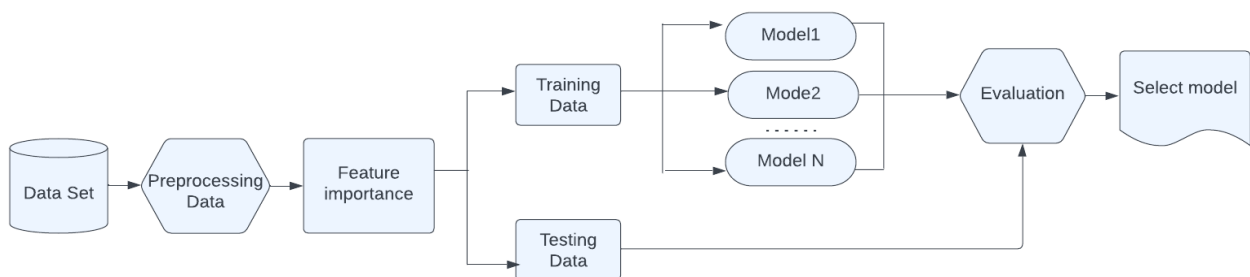 Data Set
Preprocessing
Data
Feature
importance
Training
Data
Testing
Data
Model1
Mode2
......
Model N
Evaluation
Select model